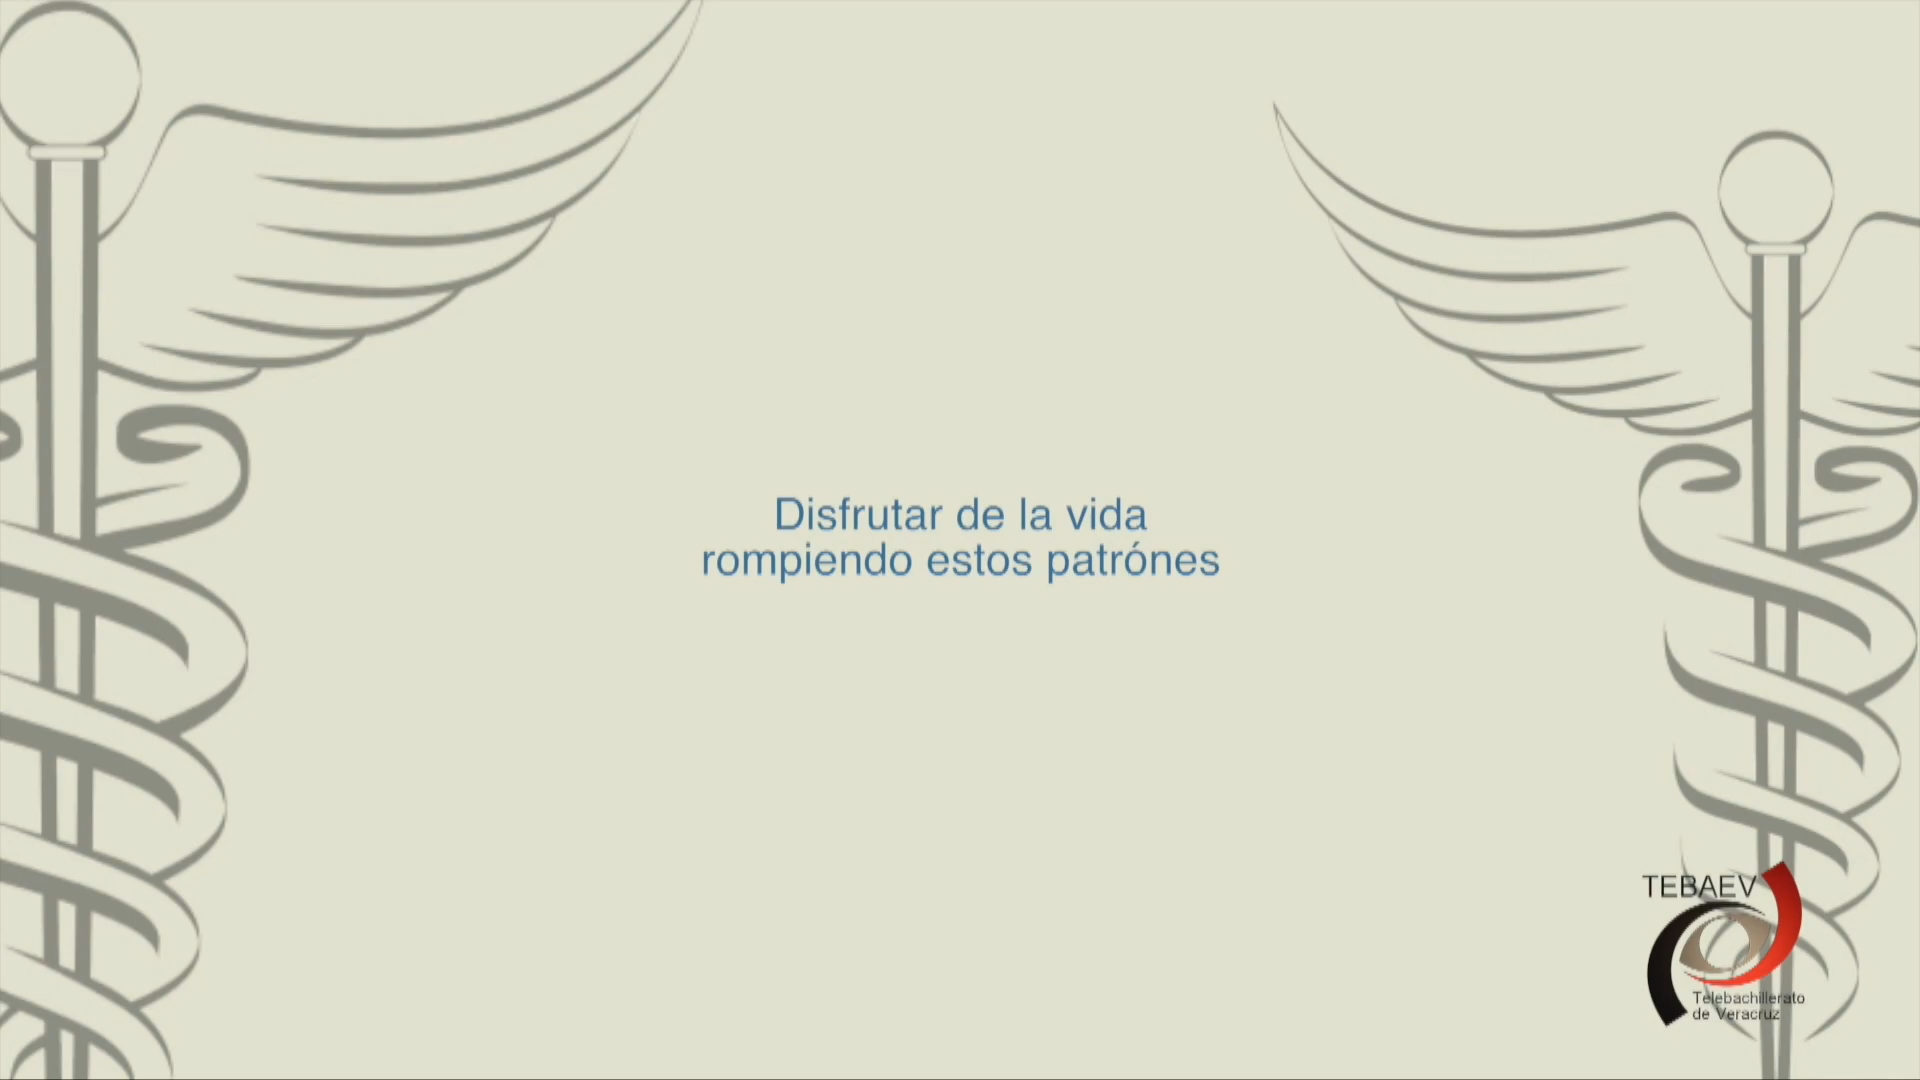 Disfrutar de la vida
rompiendo estos patrónes
TEBAEV
Telebachillerato
de Veracruz